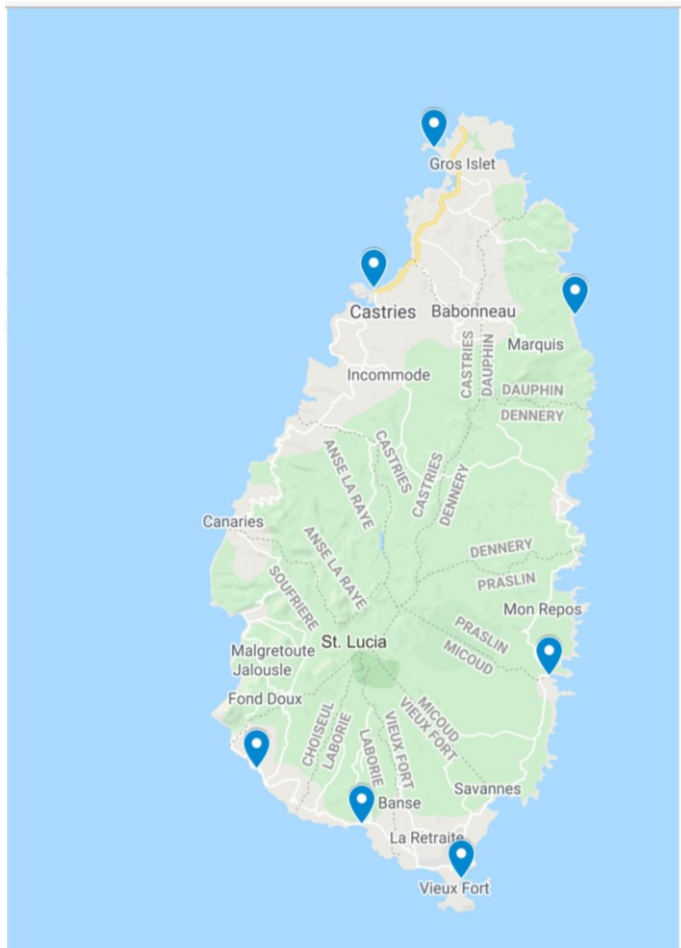 Gros Islet
Castries
Babonneau
Marquis
CASTRIES
DAUPHIN
Incommode
DAUPHIN
DENNERY
CASTRIES
ANSE LA RAYE
CASTRIES
DENNERY
Canaries
ANSE LA RAYE
DENNERY
PRASLIN
SOUFRIERE
Mon Repos
PRASLIN
MICOUD
St. Lucia
Malgretoute
Jalousle
Fond Doux
MICOUD
VIEUX FORT
CHOISEUL
LABORIE
LABORIE
VIEUX FORT
Savannes
Banse
La Retraite
Vieux Fort